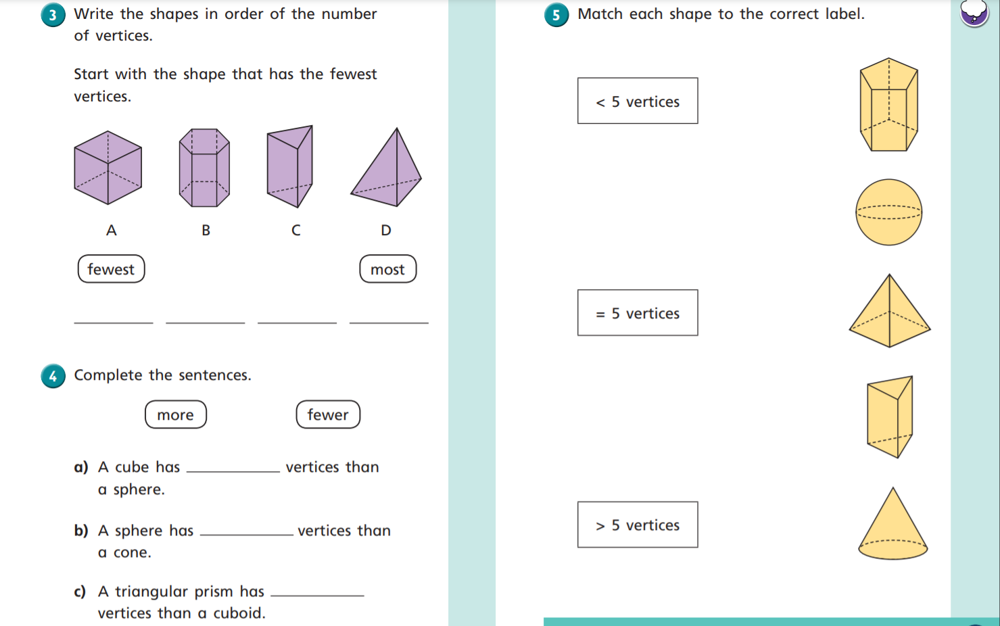 3 Write the shapes in order of the number
of vertices.
Start with the shape that has the fewest
vertices.
A B C D
fewest most
4 Complete the sentences.
more fewer
a) A cube has ____________ vertices than
a sphere.
b) A sphere has ____________ vertices than
a cone.
c) A triangular prism has ____________
vertices than a cuboid.
5 Match each shape to the correct label.
< 5 vertices
= 5 vertices
> 5 vertices